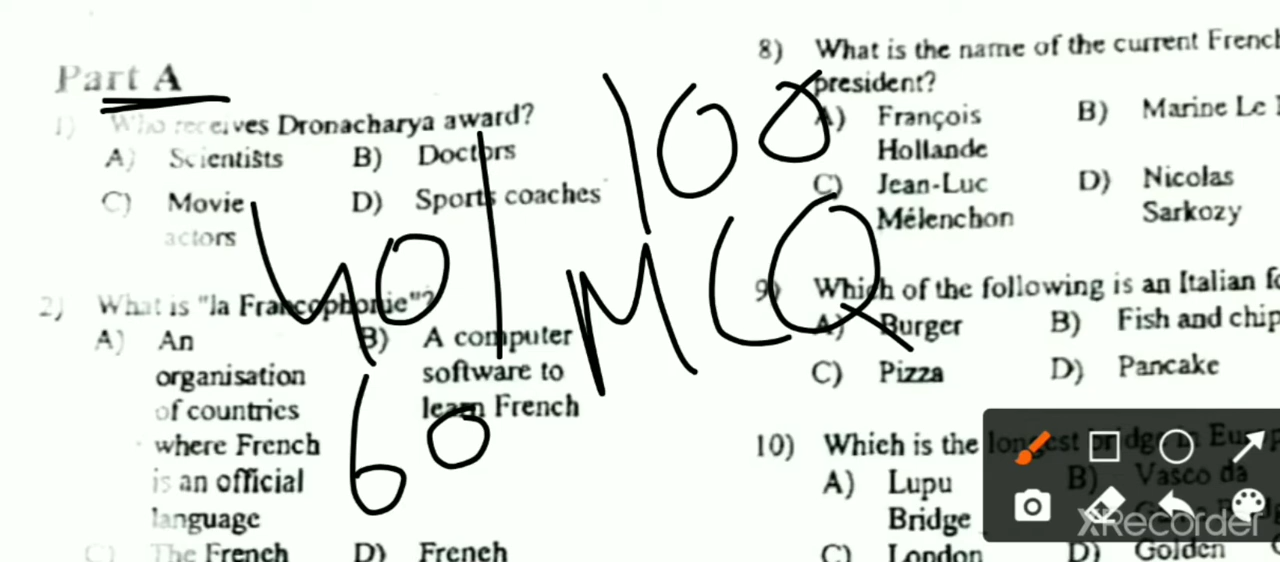 Part A
1) Who receives Dronacharya award?
A) Scientists B) Doctors
C) Movie actors D) Sports coaches
2) What is "la Francophonie"?
A) An organisation of countries where French is an official language
B) A computer software to learn French
C) The French D) French
8) What is the name of the current French president?
A) François Hollande B) Marine Le
C) Jean-Luc Mélenchon D) Nicolas Sarkozy
9) Which of the following is an Italian
A) Burger B) Fish and chip
C) Pizza D) Pancake
10) Which is the longest bridge in Eur
A) Lupu Bridge B) Vasco da
C) London D) Golden
100
40
MCQ
60
XRecorder